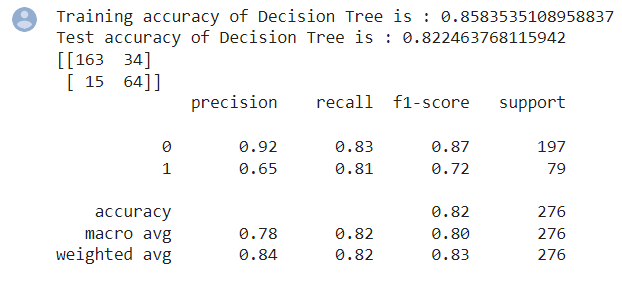 Training accuracy of Decision Tree is : 0.8583535108958837
Test accuracy of Decision Tree is : 0.822463768115942
[[163  34]
 [ 15  64]]
              precision    recall  f1-score   support

           0       0.92      0.83      0.87       197
           1       0.65      0.81      0.72        79

    accuracy                           0.82       276
   macro avg       0.78      0.82      0.80       276
weighted avg       0.84      0.82      0.83       276